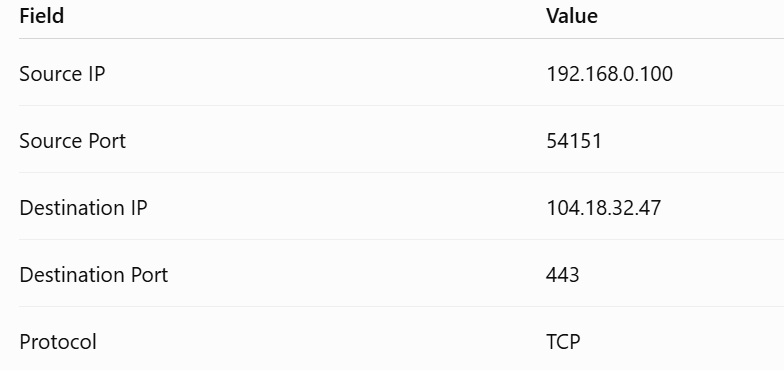 Field Value
Source IP 192.168.0.100
Source Port 54151
Destination IP 104.18.32.47
Destination Port 443
Protocol TCP